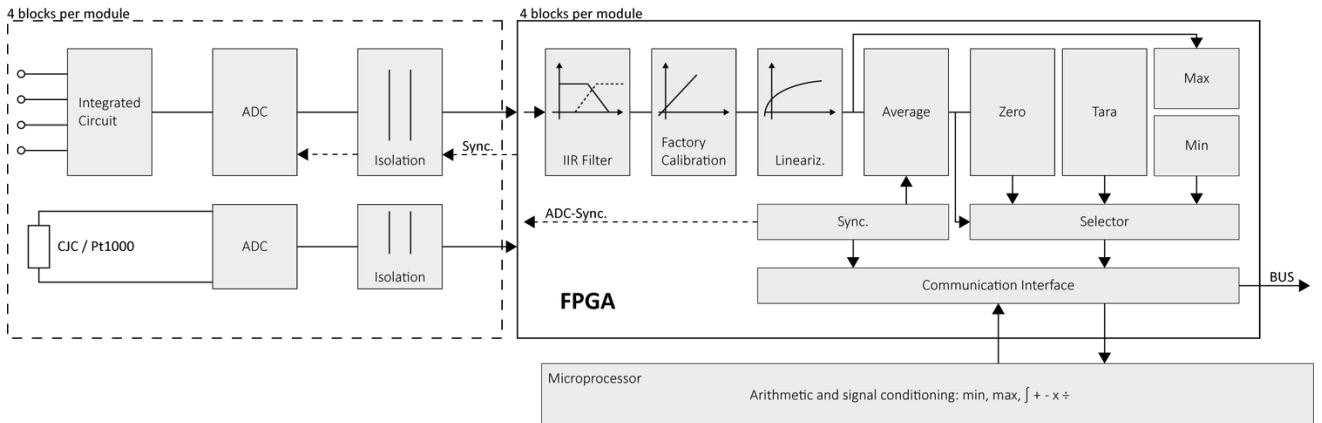 4 blocks per module
4 blocks per module
Integrated
Circuit
ADC
Isolation
Sync.
IIR Filter
Factory
Calibration
Lineariz.
Average
Zero
Tara
Max
Min
CJC / Pt1000
ADC
Isolation
ADC-Sync.
Sync.
Selector
Communication Interface
BUS
FPGA
Microprocessor
Arithmetic and signal conditioning: min, max, ∫ + - x ÷